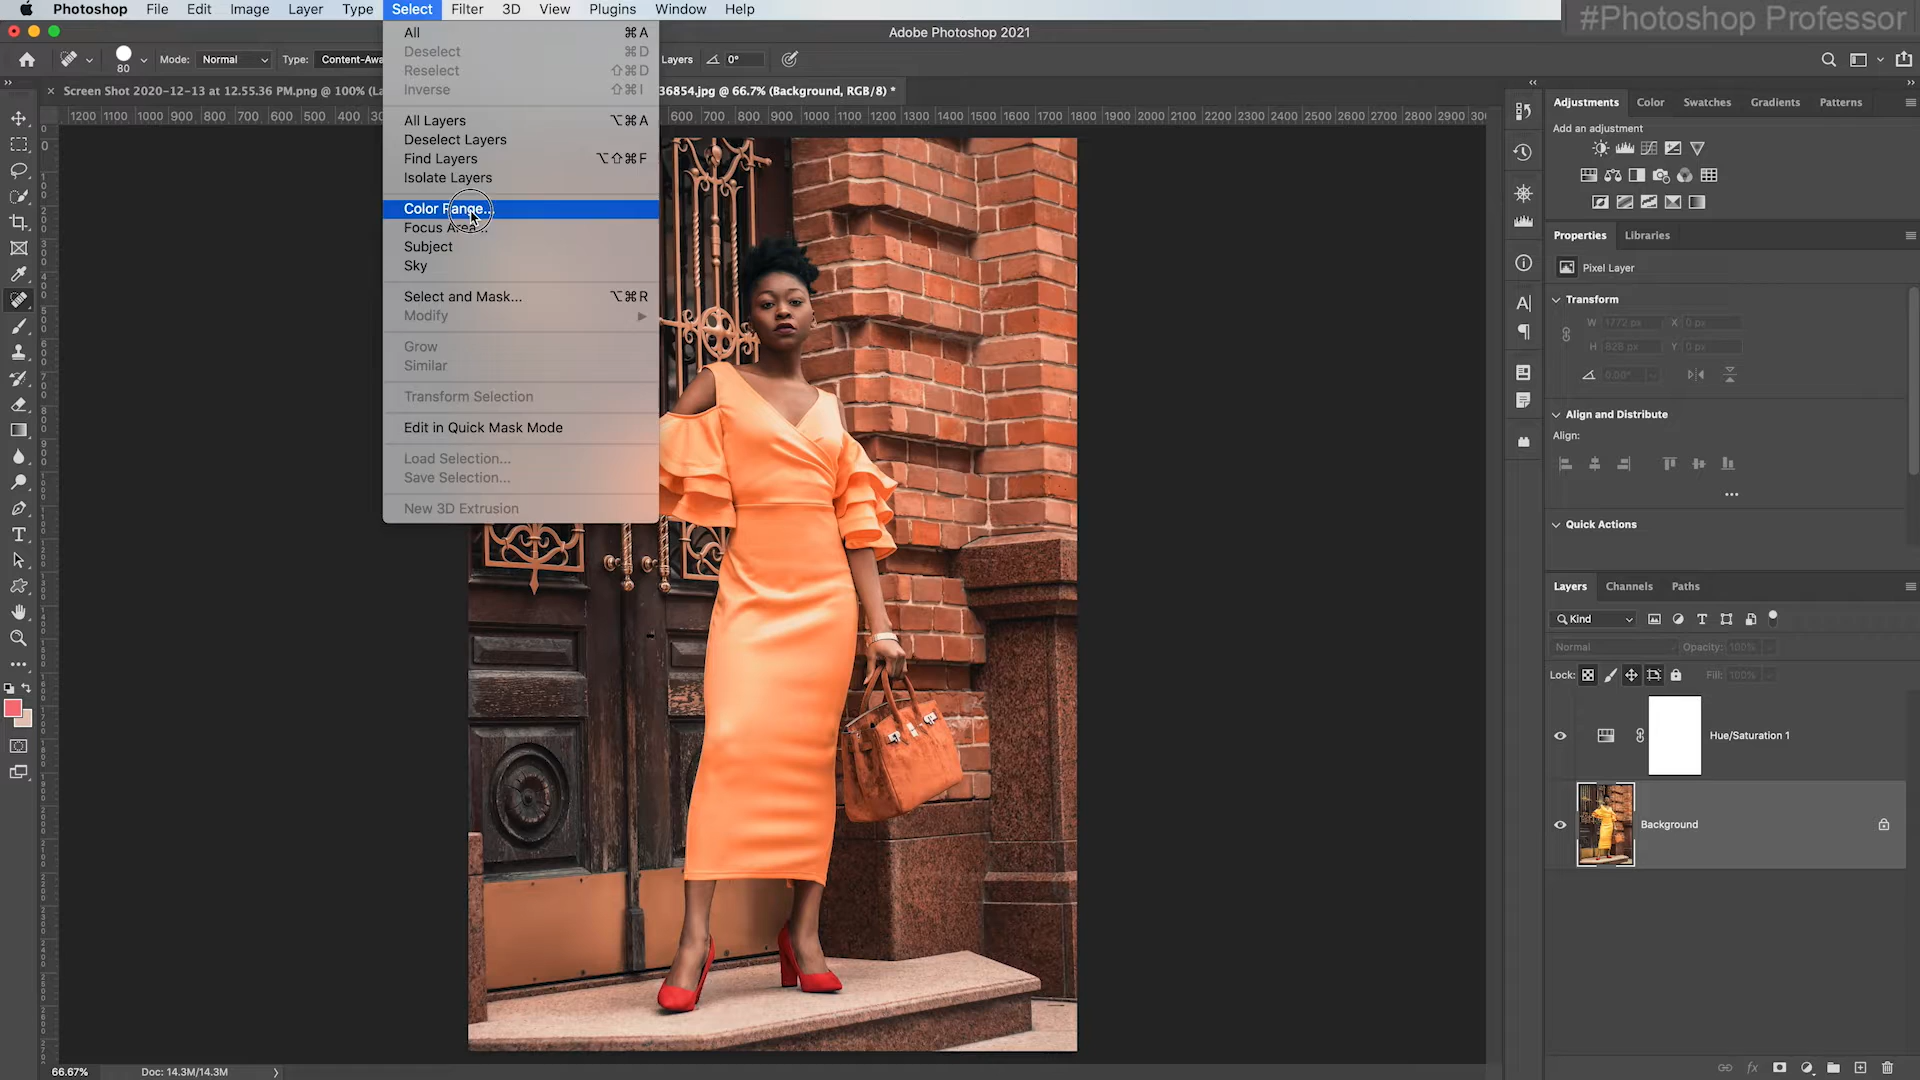 Photoshop File Edit Image Layer Type Select Filter 3D View Plugins Window Help
#Photoshop Professor
Adobe Photoshop 2021
80 Mode: Normal Type: Content-Awa Layers 0°
× Screen Shot 2020-12-13 at 12.55.36 PM.png @ 100% (La 36854.jpg @ 66.7% (Background, RGB/8) *
1200 1100 1000 900 800 700 600 500 400 300 600 700 800 900 1000 1100 1200 1300 1400 1500 1600 1700 1800 1900 2000 2100 2200 2300 2400 2500 2600 2700 2800 2900
All ⌘A
Deselect ⌘D
Reselect ⇧⌘D
Inverse ⇧⌘I
All Layers ⌥⌘A
Deselect Layers
Find Layers ⌥⇧⌘F
Isolate Layers
Color Range...
Focus Area...
Subject
Sky
Select and Mask... ⌥⌘R
Modify ▶
Grow
Similar
Transform Selection
Edit in Quick Mask Mode
Load Selection...
Save Selection...
New 3D Extrusion
Adjustments Color Swatches Gradients Patterns
Add an adjustment
Properties Libraries
Pixel Layer
Transform
W 1772 px X 0 px
H 828 px Y 0 px
0.00°
Align and Distribute
Align:
...
Quick Actions
Layers Channels Paths
Kind
Normal Opacity: 100%
Lock: Fill: 100%
Hue/Saturation 1
Background
66.67% Doc: 14.3M/14.3M